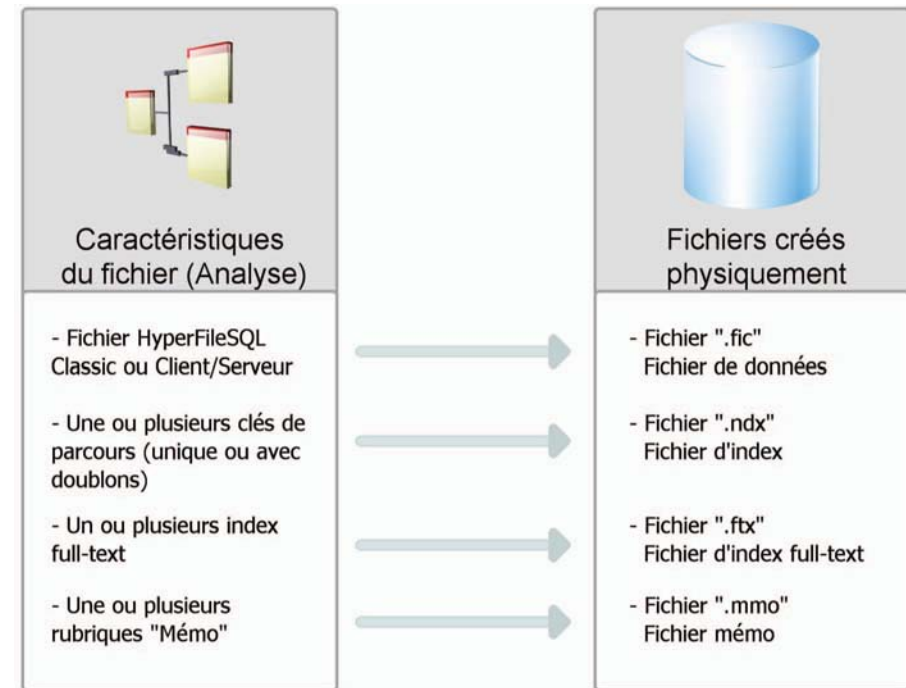 Caractéristiques
du fichier (Analyse)
- Fichier HyperFileSQL
Classic ou Client/Serveur
- Une ou plusieurs clés de
parcours (unique ou avec
doublons)
- Un ou plusieurs index
full-text
- Une ou plusieurs
rubriques "Mémo"
Fichiers créés
physiquement
- Fichier ".fic"
Fichier de données
- Fichier ".ndx"
Fichier d'index
- Fichier ".ftx"
Fichier d'index full-text
- Fichier ".mmo"
Fichier mémo